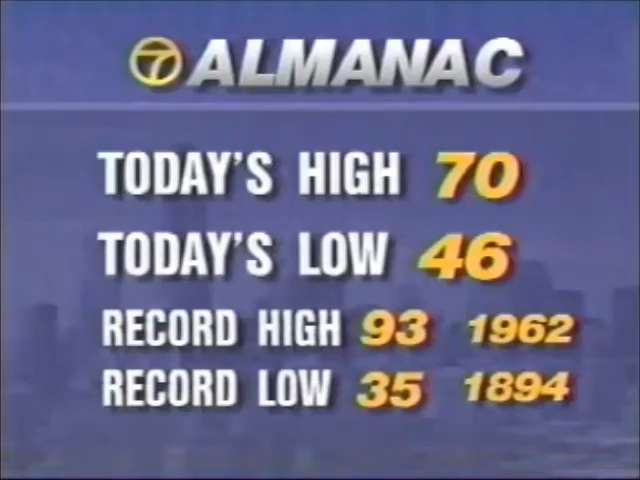 7 ALMANAC
TODAY'S HIGH 70
TODAY'S LOW 46
RECORD HIGH 93 1962
RECORD LOW 35 1894